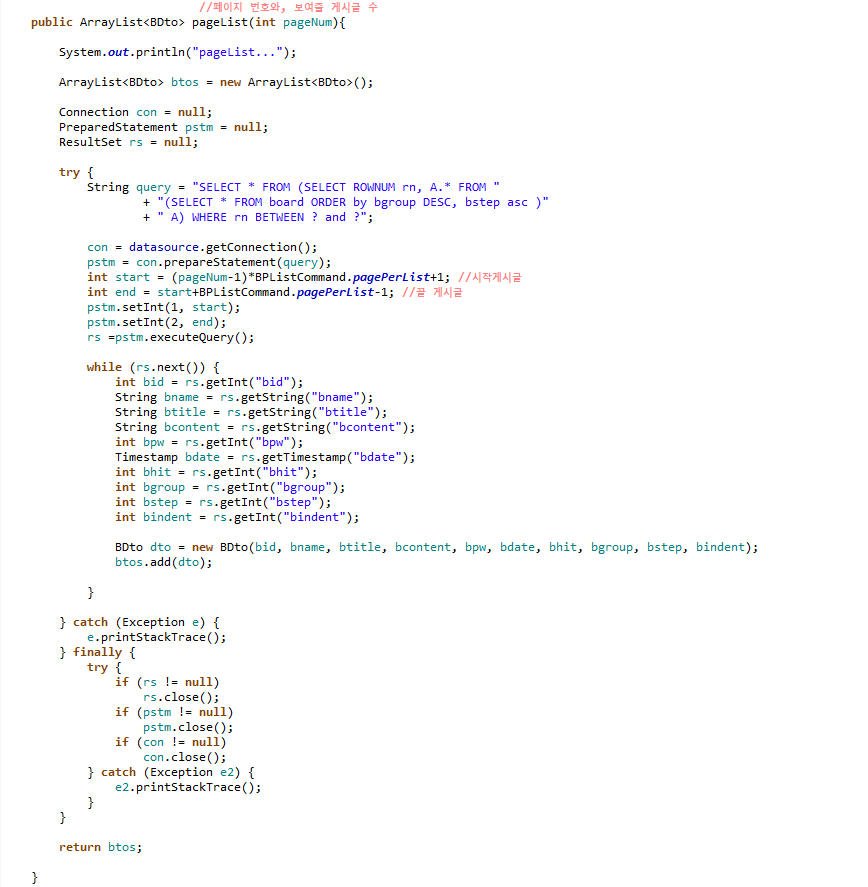 //페이지 번호와, 보여줄 게시글 수
public ArrayList<BDto> pageList(int pageNum){
System.out.println("pageList...");
ArrayList<BDto> btos = new ArrayList<BDto>();
Connection con = null;
PreparedStatement pstm = null;
ResultSet rs = null;
try {
String query = "SELECT * FROM (SELECT ROWNUM rn, A.* FROM "
+ "(SELECT * FROM board ORDER by bgroup DESC, bstep asc )"
+ " A) WHERE rn BETWEEN ? and ?";
con = datasource.getConnection();
pstm = con.prepareStatement(query);
int start = (pageNum-1)*BPListCommand.pagePerList+1; //시작게시글
int end = start+BPListCommand.pagePerList-1; //끝 게시글
pstm.setInt(1, start);
pstm.setInt(2, end);
rs =pstm.executeQuery();
while (rs.next()) {
int bid = rs.getInt("bid");
String bname = rs.getString("bname");
String btitle = rs.getString("btitle");
String bcontent = rs.getString("bcontent");
int bpw = rs.getInt("bpw");
Timestamp bdate = rs.getTimestamp("bdate");
int bhit = rs.getInt("bhit");
int bgroup = rs.getInt("bgroup");
int bstep = rs.getInt("bstep");
int bindent = rs.getInt("bindent");
BDto dto = new BDto(bid, bname, btitle, bcontent, bpw, bdate, bhit, bgroup, bstep, bindent);
btos.add(dto);
}
} catch (Exception e) {
e.printStackTrace();
} finally {
try {
if (rs != null)
rs.close();
if (pstm != null)
pstm.close();
if (con != null)
con.close();
} catch (Exception e2) {
e2.printStackTrace();
}
}
return btos;
}